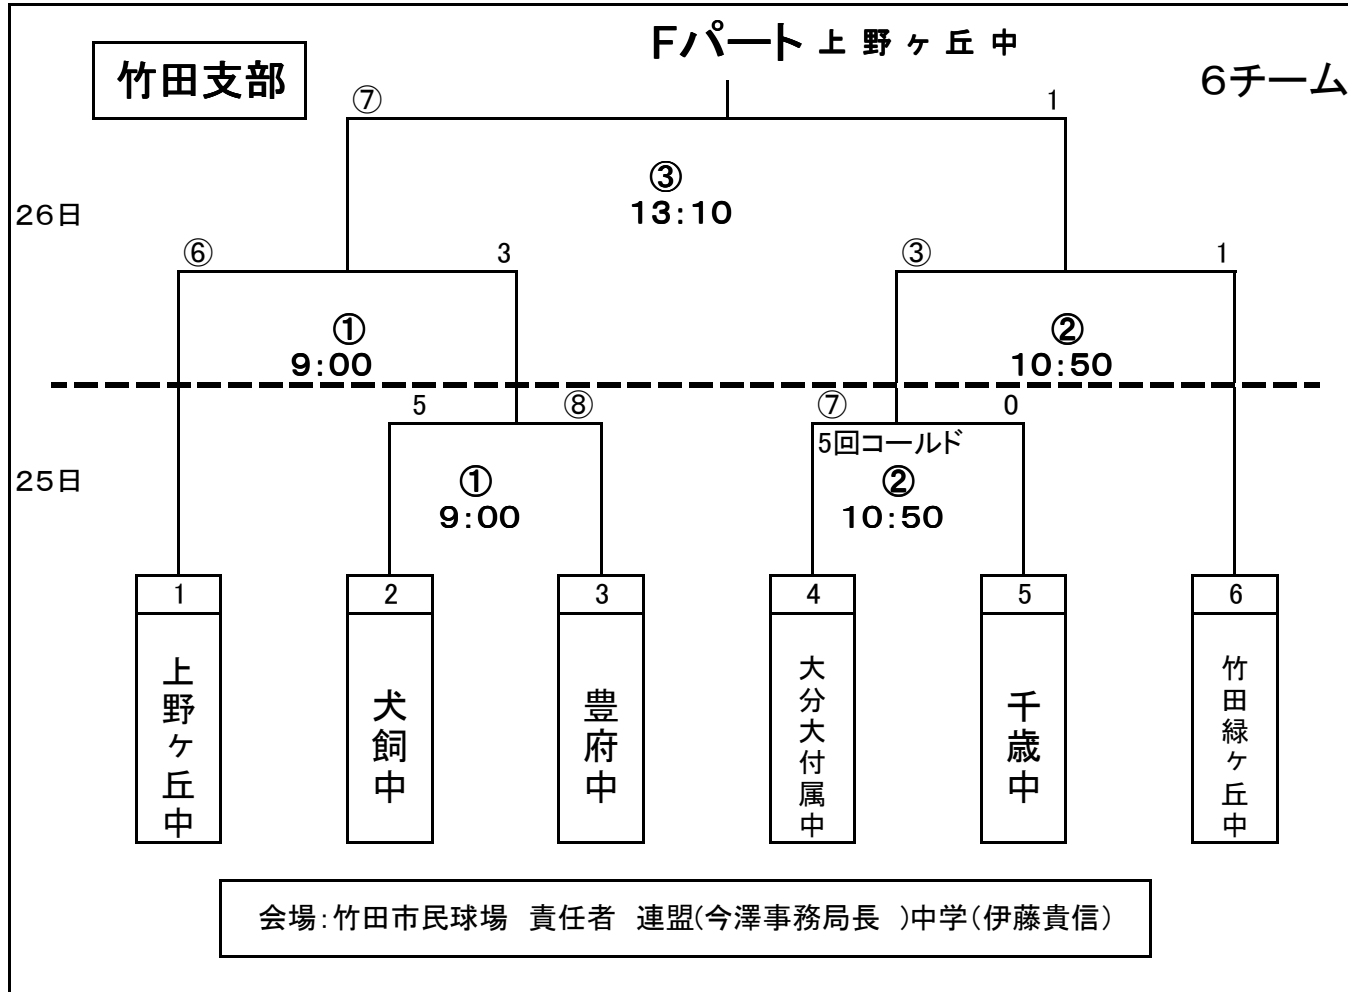 Fパート 上野ヶ丘中
竹田支部
6チーム
⑦ 1
③
13:10
26日
⑥ 3
③ 1
①
9:00
②
10:50
5 ⑧
⑦ 0
5回コールド
25日
①
9:00
②
10:50
1 2 3 4 5 6
上野ヶ丘中
犬飼中
豊府中
大分大付属中
千歳中
竹田緑ヶ丘中
会場:竹田市民球場 責任者 連盟(今澤事務局長 )中学(伊藤貴信)